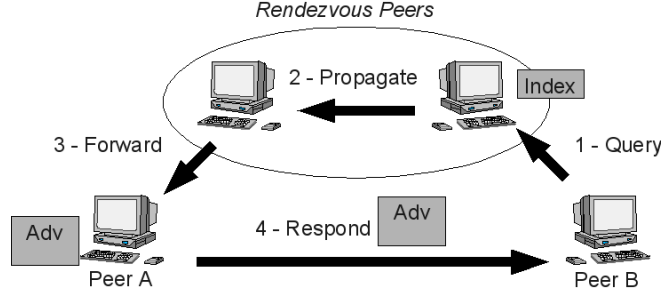 Rendezvous Peers
2 - Propagate
Index
3 - Forward
1 - Query
Adv
4 - Respond
Adv
Peer A
Peer B